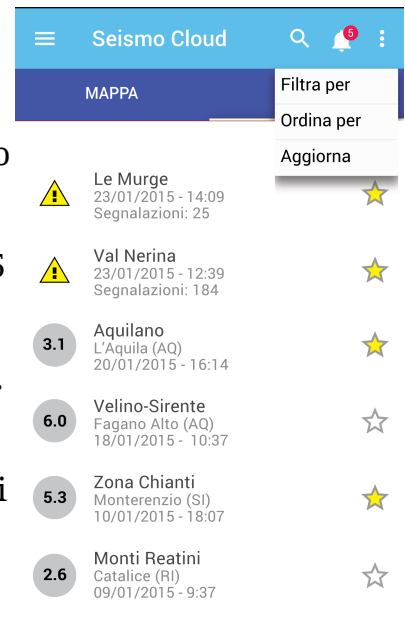 Seismo Cloud
5
MAPPA
Filtra per
Ordina per
Aggiorna
Le Murge
23/01/2015 - 14:09
Segnalazioni: 25
Val Nerina
23/01/2015 - 12:39
Segnalazioni: 184
3.1
Aquilano
L'Aquila (AQ)
20/01/2015 - 16:14
6.0
Velino-Sirente
Fagano Alto (AQ)
18/01/2015 - 10:37
5.3
Zona Chianti
Monterenzio (SI)
10/01/2015 - 18:07
2.6
Monti Reatini
Catalice (RI)
09/01/2015 - 9:37